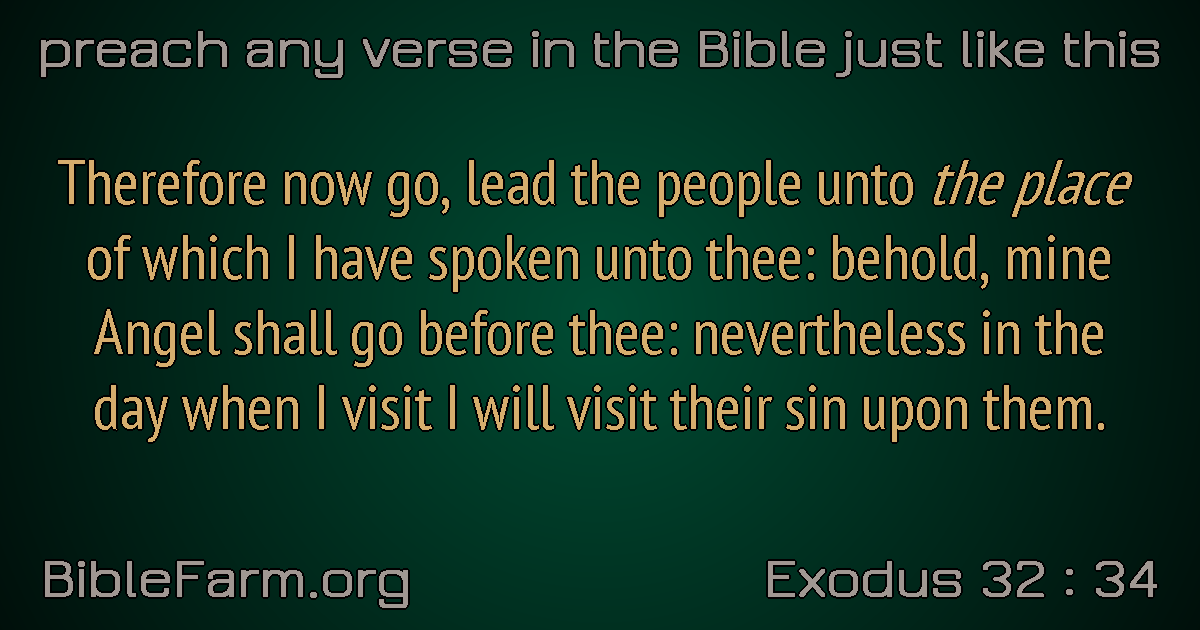 preach any verse in the Bible just like this
Therefore now go, lead the people unto the place
of which I have spoken unto thee: behold, mine
Angel shall go before thee: nevertheless in the
day when I visit I will visit their sin upon them.
BibleFarm.org
Exodus 32 : 34